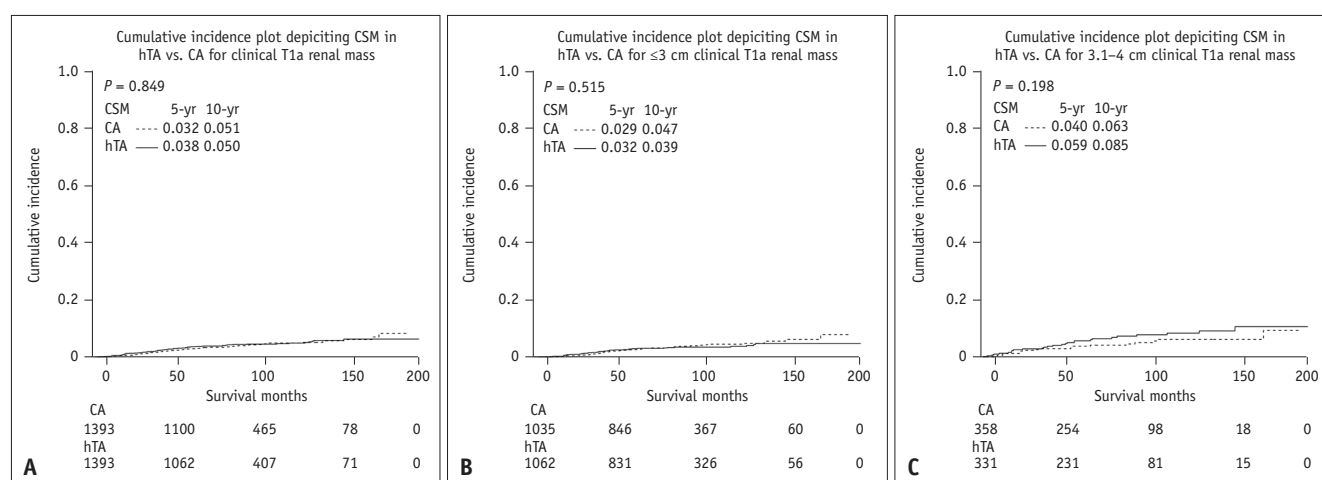 Cumulative incidence plot depiciting CSM in
hTA vs. CA for clinical T1a renal mass
1.0
P = 0.849
CSM 5-yr 10-yr
CA 0.032 0.051
hTA 0.038 0.050
0.8
0.6
0.4
0.2
0
Cumulative incidence
0 50 100 150 200
Survival months
CA
1393 1100 465 78 0
hTA
1393 1062 407 71 0
A
Cumulative incidence plot depiciting CSM in
hTA vs. CA for ≤3 cm clinical T1a renal mass
1.0
P = 0.515
CSM 5-yr 10-yr
CA 0.029 0.047
hTA 0.032 0.039
0.8
0.6
0.4
0.2
0
Cumulative incidence
0 50 100 150 200
Survival months
CA
1035 846 367 60 0
hTA
1062 831 326 56 0
B
Cumulative incidence plot depiciting CSM in
hTA vs. CA for 3.1–4 cm clinical T1a renal mass
1.0
P = 0.198
CSM 5-yr 10-yr
CA 0.040 0.063
hTA 0.059 0.085
0.8
0.6
0.4
0.2
0
Cumulative incidence
0 50 100 150 200
Survival months
CA
358 254 98 18 0
hTA
331 231 81 15 0
C